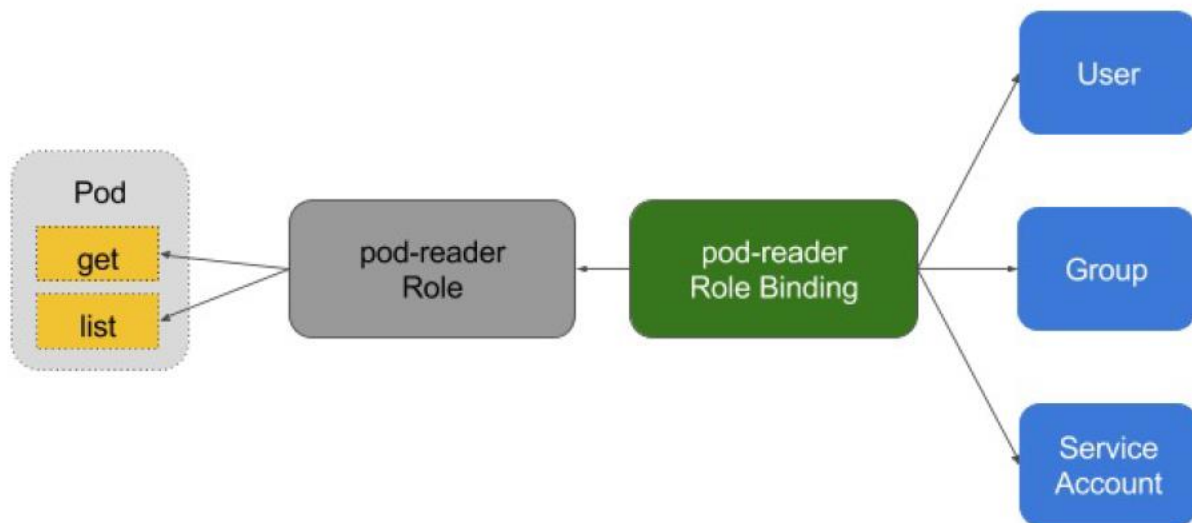 Pod
get
list
pod-reader
Role
pod-reader
Role Binding
User
Group
Service
Account